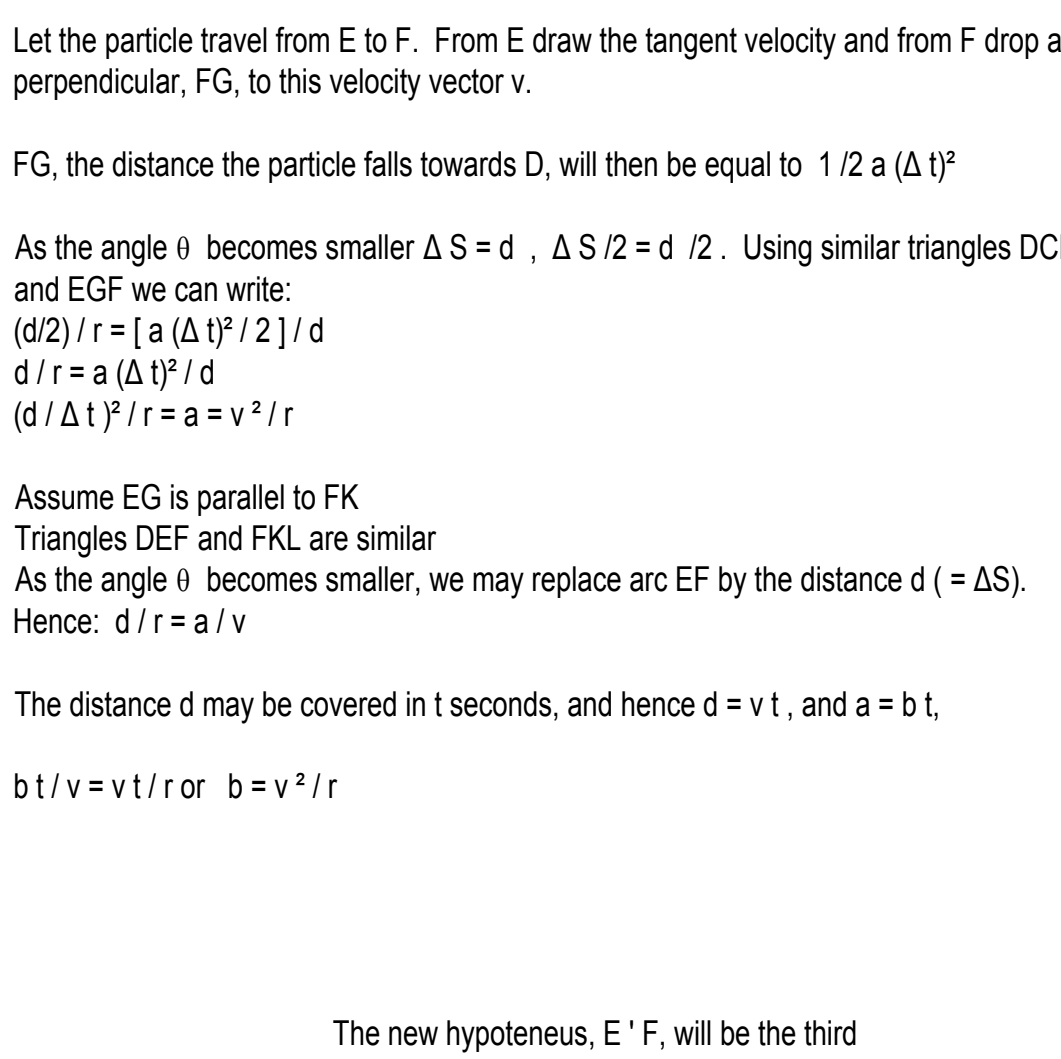 Let the particle travel from E to F. From E draw the tangent velocity and from F drop a
perpendicular, FG, to this velocity vector v.
FG, the distance the particle falls towards D, will then be equal to 1 /2 a (Δ t)²
As the angle θ becomes smaller Δ S = d , Δ S /2 = d /2 . Using similar triangles
and EGF we can write:
(d/2) / r = [ a (Δ t)² / 2 ] / d
d / r = a (Δ t)² / d
(d / Δ t )² / r = a = v ² / r
Assume EG is parallel to FK
Triangles DEF and FKL are similar
As the angle θ becomes smaller, we may replace arc EF by the distance d ( = ΔS).
Hence: d / r = a / v
The distance d may be covered in t seconds, and hence d = v t , and a = b t,
b t / v = v t / r or b = v ² / r
The new hypoteneus, E ' F, will be the third